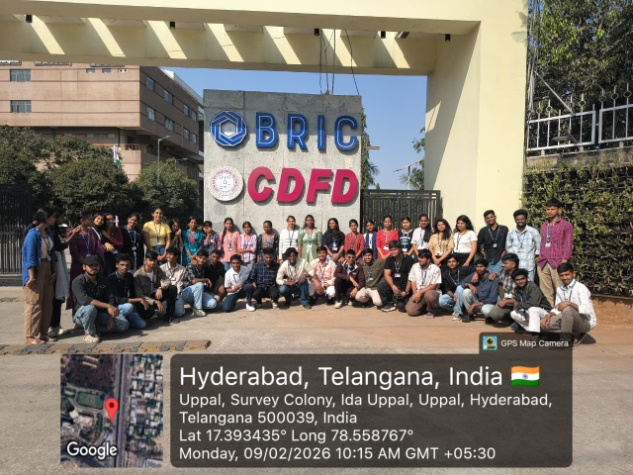 BRIC
CDFD
GPS Map Camera
Hyderabad, Telangana, India 🇮🇳
Uppal, Survey Colony, Ida Uppal, Uppal, Hyderabad,
Telangana 500039, India
Lat 17.393435° Long 78.558767°
Monday, 09/02/2026 10:15 AM GMT +05:30
Google